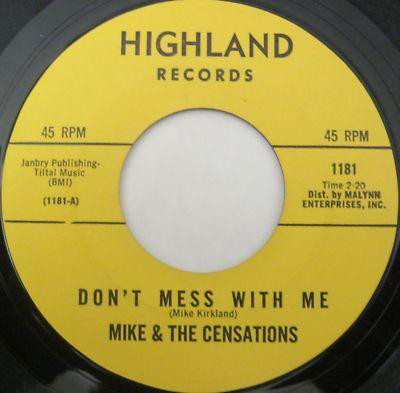 HIGHLAND
RECORDS
45 RPM
45 RPM
Janbry Publishing-
Tiltal Music
(BMI)
(1181-A)
1181
Time 2-20
Dist. by MALYNN
ENTERPRISES, INC.
DON'T MESS WITH ME
(Mike Kirkland)
MIKE & THE CENSATIONS